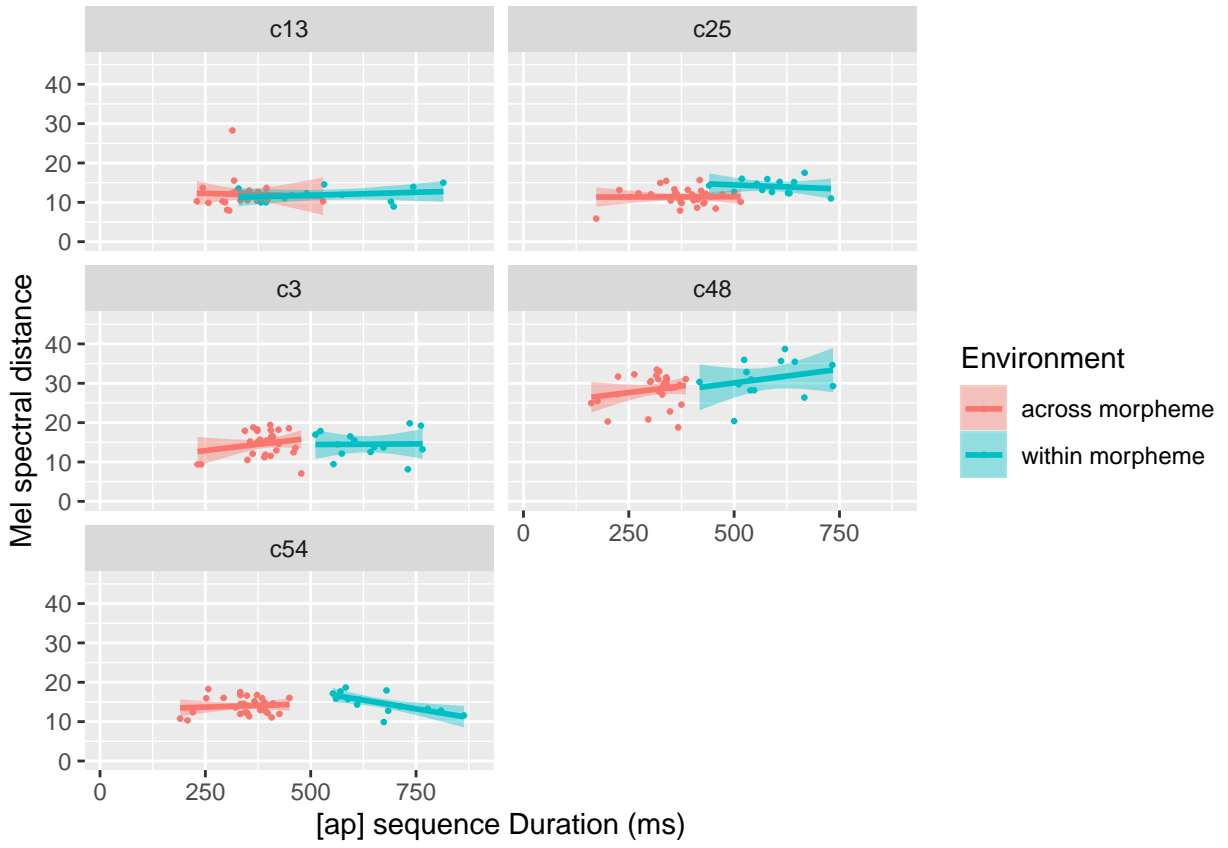 c13
c25
40
30
20
10
0
c3
c48
40
30
20
10
0
0
250
500
750
c54
40
30
20
10
0
0
250
500
750
[ap] sequence Duration (ms)
Mel spectral distance
Environment
across morpheme
within morpheme